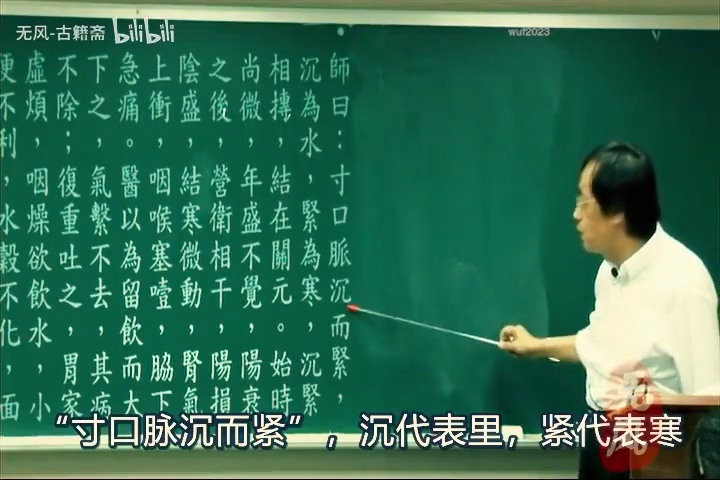 无风-古籍斋 bilibili
wuf2023
師曰：寸口脈沉而緊，
沉為水，緊為寒，沉緊
相摶，結在關元。始時
尚微，年盛不覺，陽衰
之後，營衛相干，陽損
陰盛，結寒微動，腎氣
上衝，咽喉塞噎，脇下
急痛。醫以為留飲而大
下之，氣繫不去，其病
不除；復重吐之，胃家
虛煩，咽燥欲飲水，小
便不利，水穀不化，面
“寸口脉沉而紧”，沉代表里，紧代表寒
无风